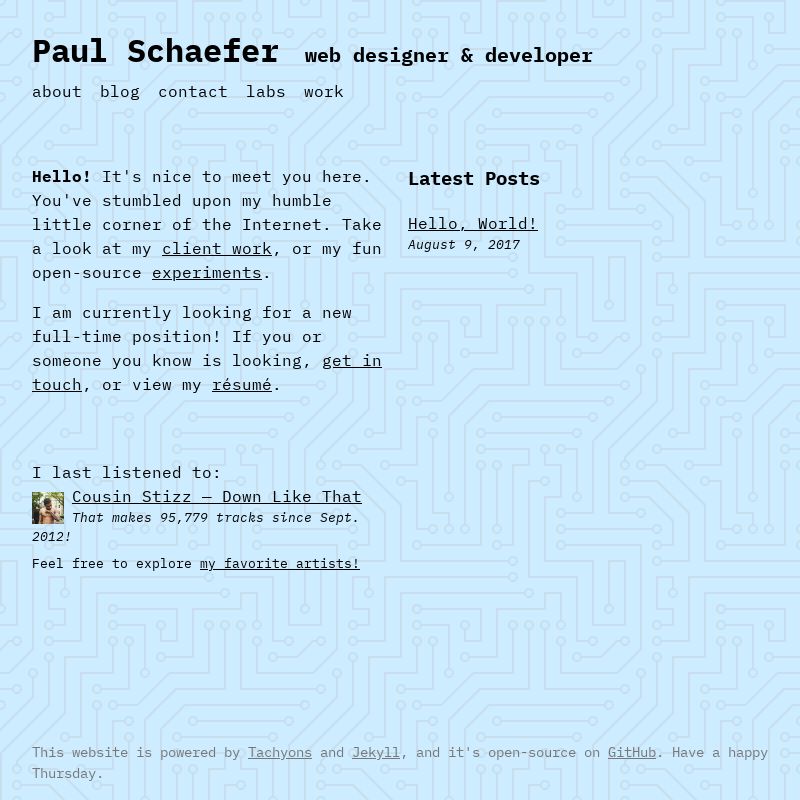 Paul Schaefer web designer & developer
about blog contact labs work
Hello! It's nice to meet you here.
You've stumbled upon my humble
little corner of the Internet. Take
a look at my client work, or my fun
open-source experiments.
I am currently looking for a new
full-time position! If you or
someone you know is looking, get in
touch, or view my résumé.
I last listened to:
Cousin Stizz — Down Like That
That makes 95,779 tracks since Sept.
2012!
Feel free to explore my favorite artists!
Latest Posts
Hello, World!
August 9, 2017
This website is powered by Tachyons and Jekyll, and it's open-source on GitHub. Have a happy
Thursday.